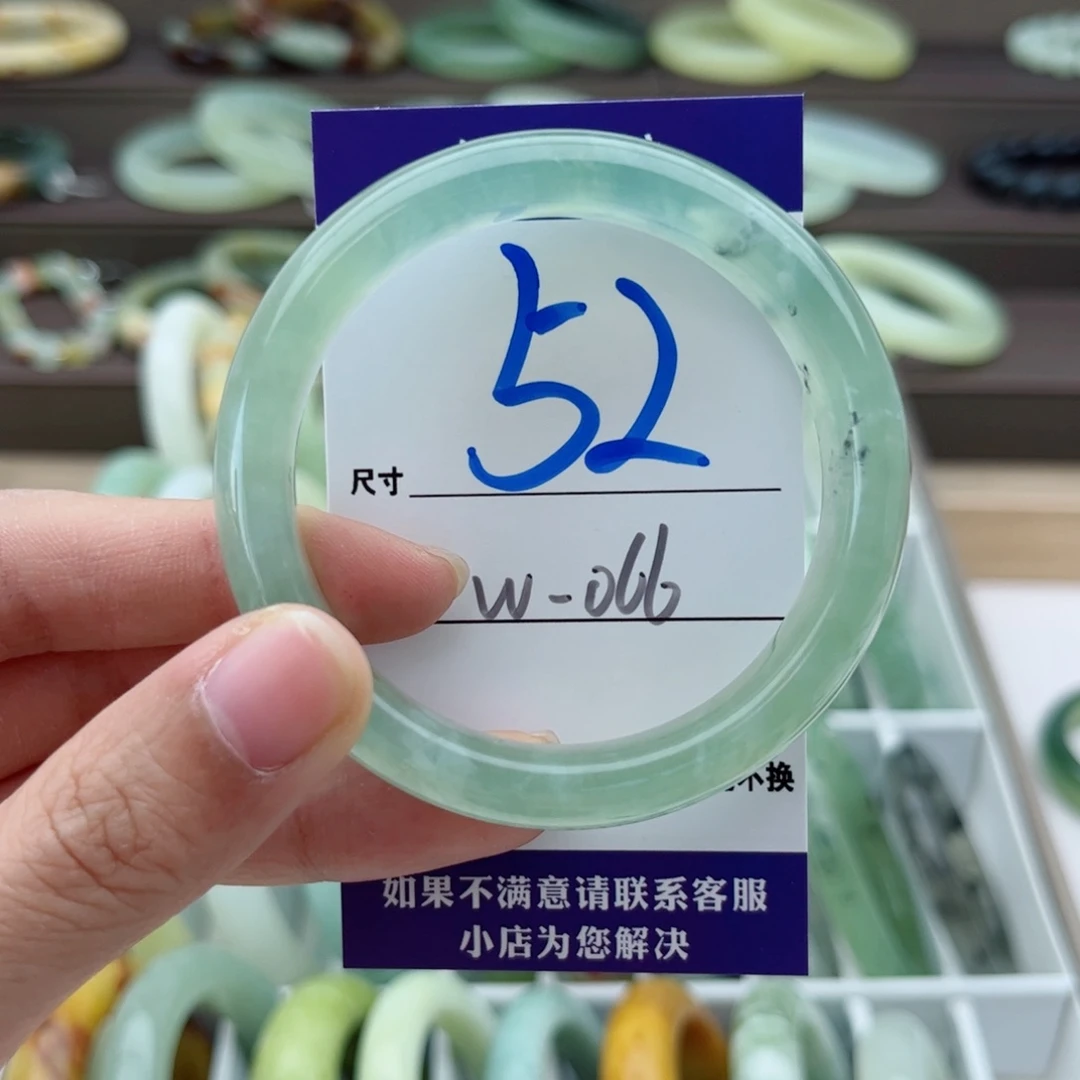 52
尺寸
W-066
不换
如果不满意请联系客服
小店为您解决